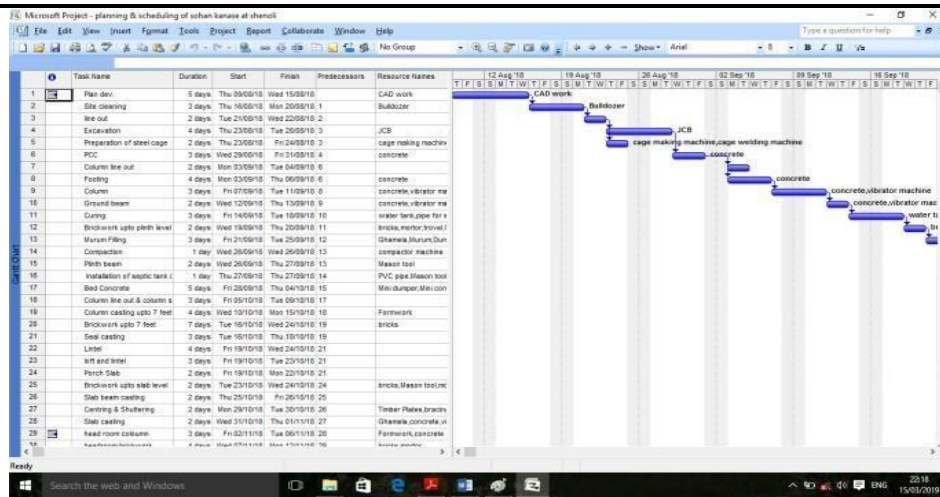 Microsoft Project - planning & scheduling of sohan kanase at shenoli
File Edit View Insert Format Tools Project Report Collaborate Window Help Type a question for help
No Group Show Arial 8 B I U
Task Name Duration Start Finish Predecessors Resource Names 12 Aug '18 19 Aug '18 26 Aug '18 02 Sep '18 09 Sep '18 16 Sep '18
1 Plan dev. 5 days Thu 09/08/18 Wed 15/08/18 CAD work CAD work
2 Site cleaning 3 days Thu 16/08/18 Mon 20/08/18 1 Bulldozer Bulldozer
3 line out 2 days Tue 21/08/18 Wed 22/08/18 2
4 Excavation 4 days Thu 23/08/18 Tue 28/08/18 3 JCB JCB
5 Preparation of steel cage 2 days Thu 23/08/18 Fri 24/08/18 3 cage making machin cage making machine,cage welding machine
6 PCC 3 days Wed 29/08/18 Fri 31/08/18 4 concrete concrete
7 Column line out 2 days Mon 03/09/18 Tue 04/09/18 6
8 Footing 4 days Mon 03/09/18 Thu 06/09/18 6 concrete concrete
9 Column 3 days Fri 07/09/18 Tue 11/09/18 8 concrete,vibrator ma concrete,vibrator machine
10 Ground beam 2 days Wed 12/09/18 Thu 13/09/18 9 concrete,vibrator ma concrete,vibrator mac
11 Curing 3 days Fri 14/09/18 Tue 18/09/18 10 water tank,pipe for s water ta
12 Brickwork upto plinth level 2 days Wed 19/09/18 Thu 20/09/18 11 bricks,mortor,trovel, br
13 Murum Filling 3 days Fri 21/09/18 Tue 25/09/18 12 Ghamela,Murum,Dum
14 Compaction 1 day Wed 26/09/18 Wed 26/09/18 13 compactor machine
15 Plinth beam 2 days Wed 26/09/18 Thu 27/09/18 13 Mason tool
16 Installation of septic tank 1 day Thu 27/09/18 Thu 27/09/18 14 PVC pipe,Mason tool
17 Bed Concrete 5 days Fri 28/09/18 Thu 04/10/18 15 Mini dumper,Mini con
18 Column line out & column s 3 days Fri 05/10/18 Tue 09/10/18 17
19 Column casting upto 7 feet 4 days Wed 10/10/18 Mon 15/10/18 18 Formwork
20 Brickwork upto 7 feet 7 days Tue 16/10/18 Wed 24/10/18 19 bricks
21 Seal casting 3 days Tue 16/10/18 Thu 18/10/18 19
22 Lintel 4 days Fri 19/10/18 Wed 24/10/18 21
23 loft and lintel 3 days Fri 19/10/18 Tue 23/10/18 21
24 Porch Slab 2 days Fri 19/10/18 Mon 22/10/18 21
25 Brickwork upto slab level 2 days Tue 23/10/18 Wed 24/10/18 24 bricks,Mason tool,mo
26 Slab beam casting 2 days Thu 25/10/18 Fri 26/10/18 25
27 Centring & Shuttering 2 days Mon 29/10/18 Tue 30/10/18 26 Timber Plates,bracin
28 Slab casting 2 days Wed 31/10/18 Thu 01/11/18 27 Ghamela,concrete,vi
29 head room coloumn 3 days Fri 02/11/18 Tue 06/11/18 28 Formwork,concrete
Gantt Chart
Ready
Search the web and Windows ENG 22:18
15/03/2019